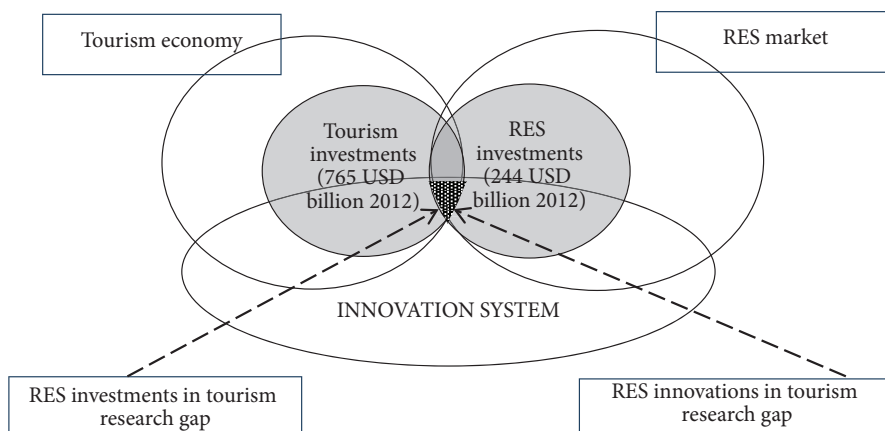 Tourism economy
RES market
Tourism
investments
(765 USD
billion 2012)
RES
investments
(244 USD
billion 2012)
INNOVATION SYSTEM
RES investments in tourism
research gap
RES innovations in tourism
research gap